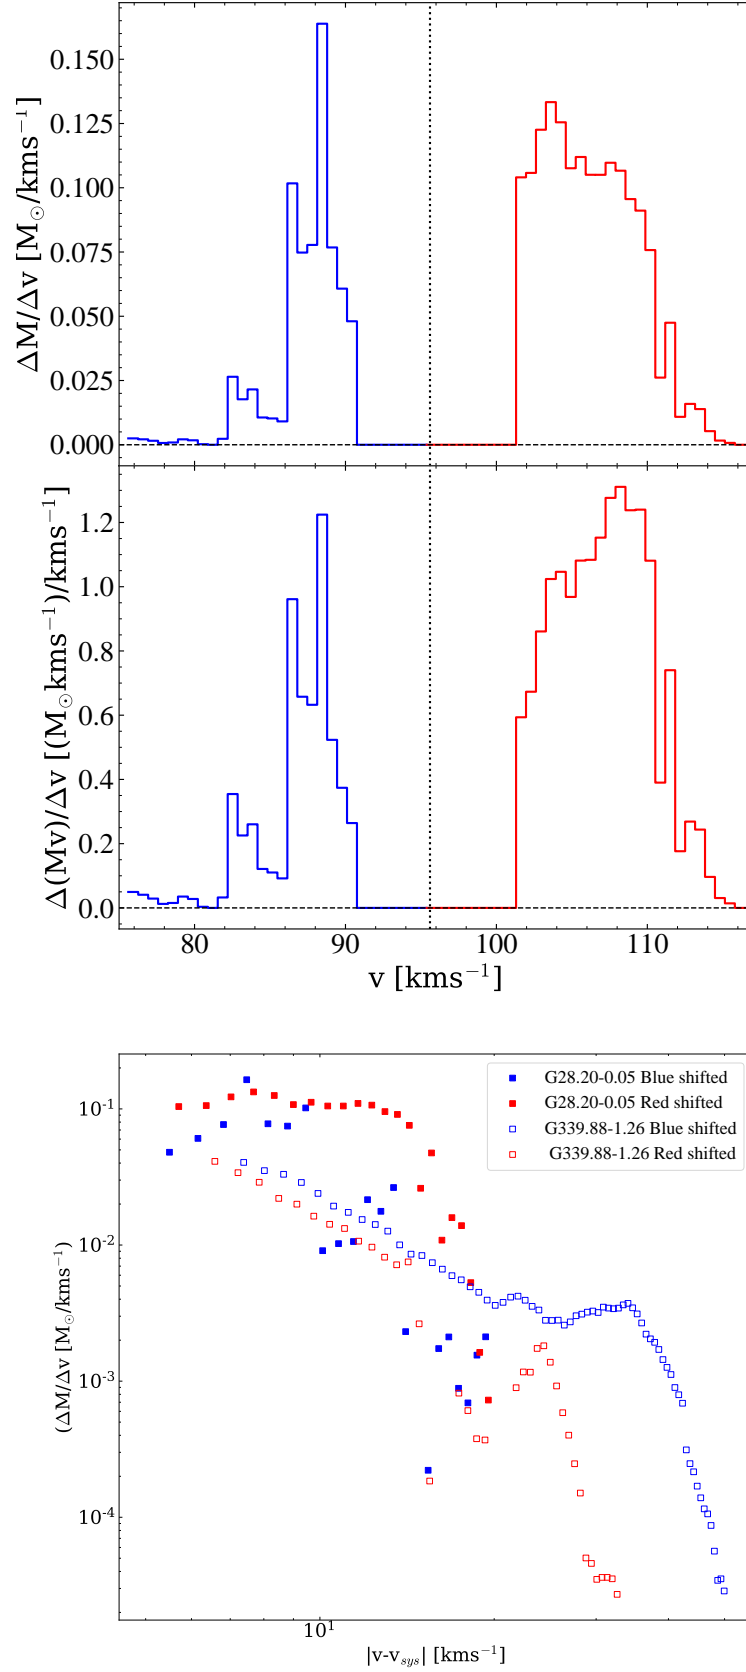 0.150
0.125
0.100
0.075
0.050
0.025
0.000
ΔM/Δv [M☉/kms⁻¹]
1.2
1.0
0.8
0.6
0.4
0.2
0.0
Δ(Mv)/Δv [(M☉kms⁻¹)/kms⁻¹]
80 90 100 110
v [kms⁻¹]
G28.20-0.05 Blue shifted
G28.20-0.05 Red shifted
G339.88-1.26 Blue shifted
G339.88-1.26 Red shifted
10⁻¹
10⁻²
10⁻³
10⁻⁴
(ΔM/Δv [M☉/kms⁻¹)
10¹
|v-vsys| [kms⁻¹]